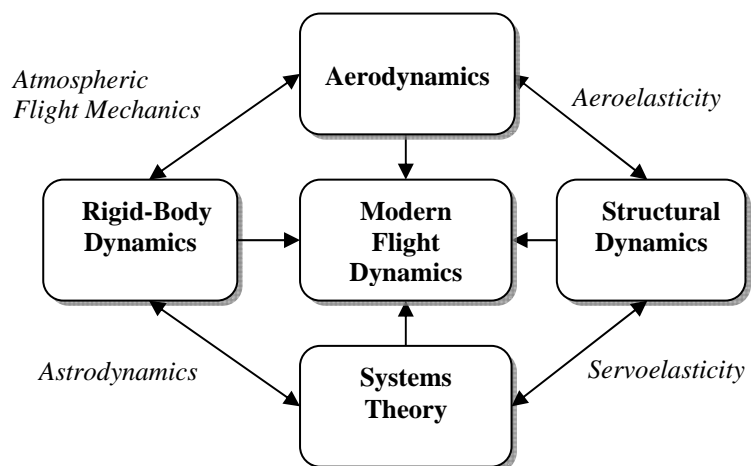 Aerodynamics
Atmospheric
Flight Mechanics
Aeroelasticity
Rigid-Body
Dynamics
Modern
Flight
Dynamics
Structural
Dynamics
Astrodynamics
Systems
Theory
Servoelasticity